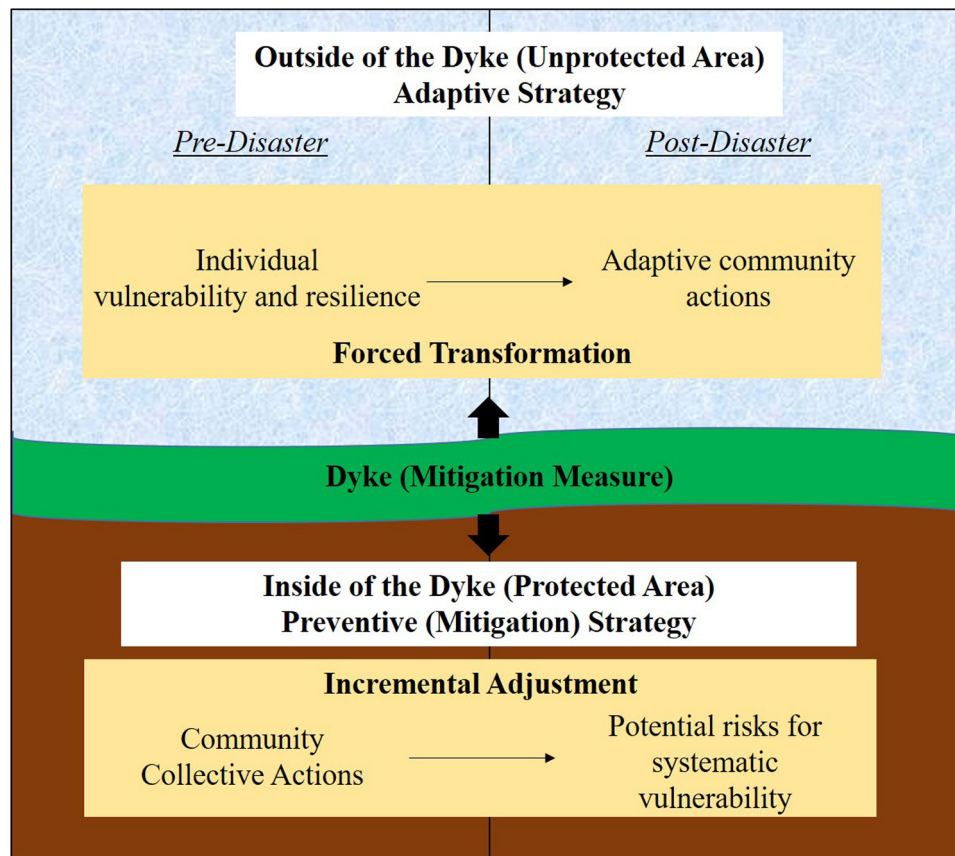 Outside of the Dyke (Unprotected Area)
Adaptive Strategy
Pre-Disaster
Post-Disaster
Individual
vulnerability and resilience
Adaptive community
actions
Forced Transformation
Dyke (Mitigation Measure)
Inside of the Dyke (Protected Area)
Preventive (Mitigation) Strategy
Incremental Adjustment
Community
Collective Actions
Potential risks for
systematic
vulnerability